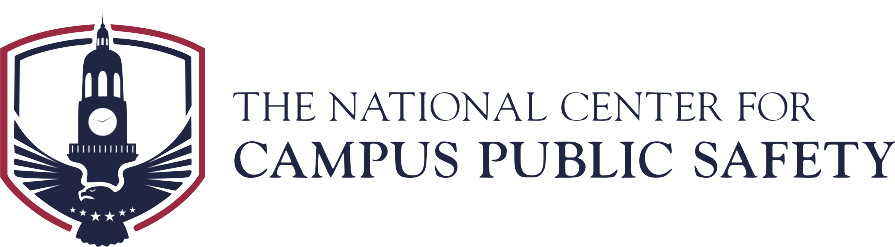 THE NATIONAL CENTER FOR
CAMPUS PUBLIC SAFETY